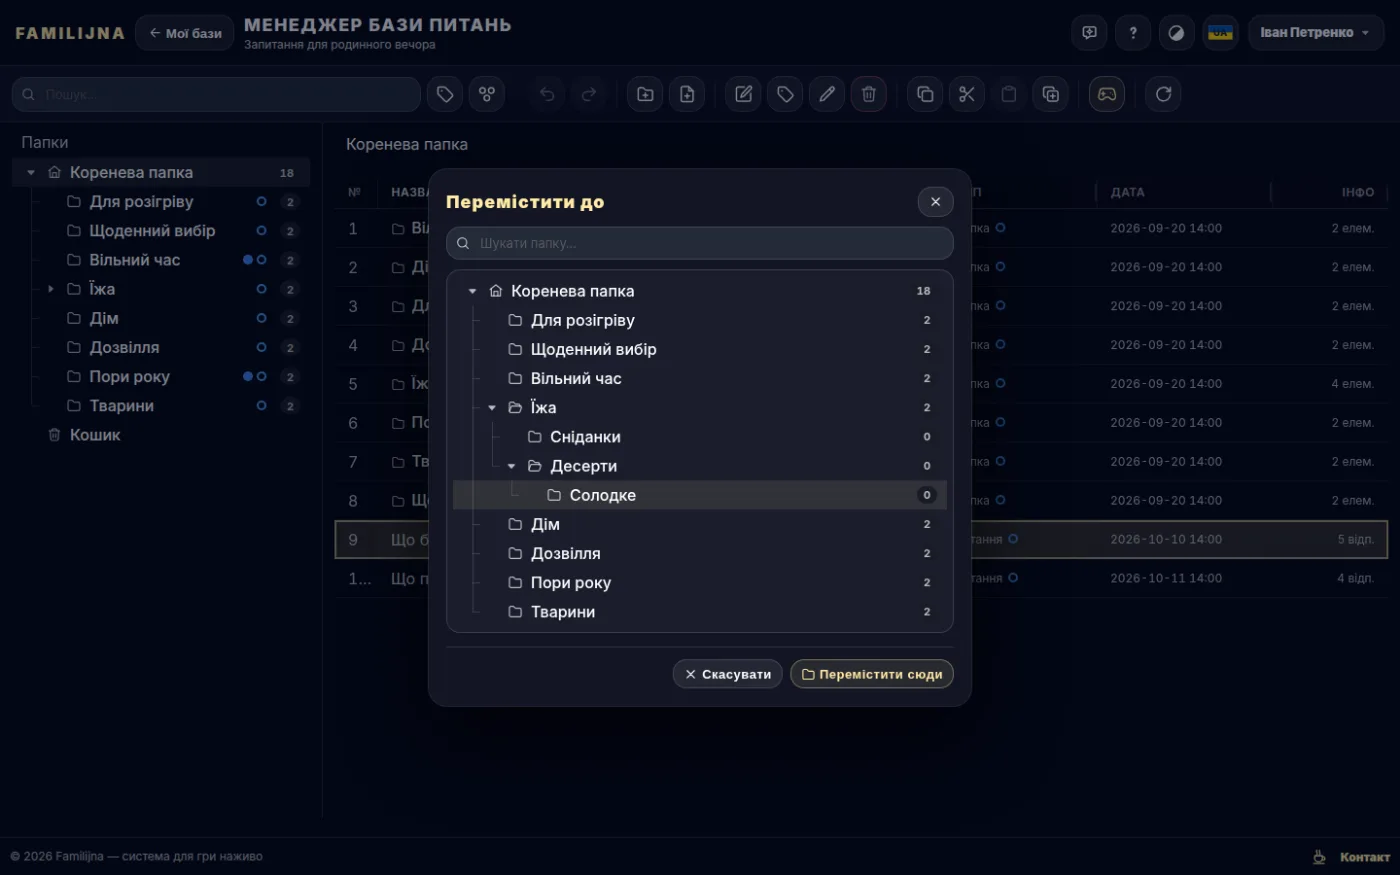 FAMILIJNA
← Мої бази
МЕНЕДЖЕР БАЗИ ПИТАНЬ
Запитання для родинного вечора
?
UA
Іван Петренко
Пошук...
Папки
Коренева папка 18
Для розігріву 2
Щоденний вибір 2
Вільний час 2
Їжа 2
Дім 2
Дозвілля 2
Пори року 2
Тварини 2
Кошик
Коренева папка
№ ДАТА ІНФО
1 2026-09-20 14:00 2 елем.
2 2026-09-20 14:00 2 елем.
3 2026-09-20 14:00 2 елем.
4 2026-09-20 14:00 2 елем.
5 2026-09-20 14:00 4 елем.
6 2026-09-20 14:00 2 елем.
7 2026-09-20 14:00 2 елем.
8 2026-09-20 14:00 2 елем.
9 Що 2026-10-10 14:00 5 відп.
1... Що 2026-10-11 14:00 4 відп.
Перемістити до
Шукати папку...
Коренева папка 18
Для розігріву 2
Щоденний вибір 2
Вільний час 2
Їжа 2
Сніданки 0
Десерти 0
Солодке 0
Дім 2
Дозвілля 2
Пори року 2
Тварини 2
Скасувати
Перемістити сюди
© 2026 Familijna — система для гри наживо
Контакт